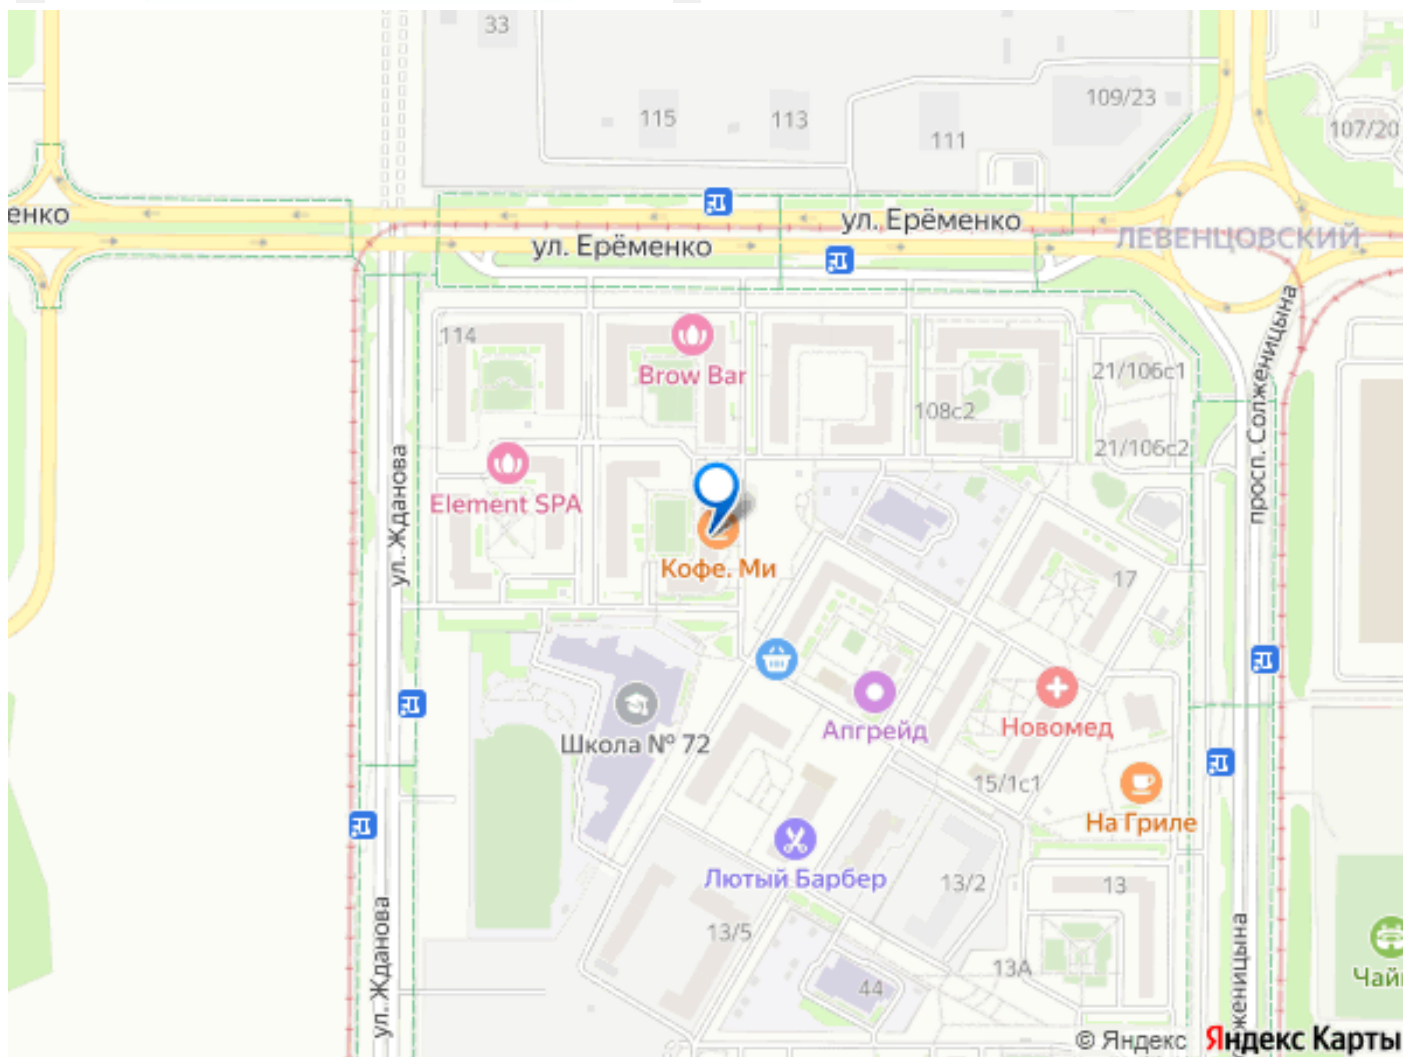 33
115
113
111
109/23
107/20
енко
ул. Ерёменко
ул. Ерёменко
ЛЕВЕНЦОВСКИЙ
114
Brow Bar
108с2
21/106с1
21/106с2
просп. Солженицына
ул. Жданова
Element SPA
Кофе. Ми
17
Школа № 72
Апгрейд
Новомед
15/1с1
На Гриле
Лютый Барбер
13/2
13
13/5
13А
44
ул. Жданова
женицына
Чай
© Яндекс Яндекс Карты